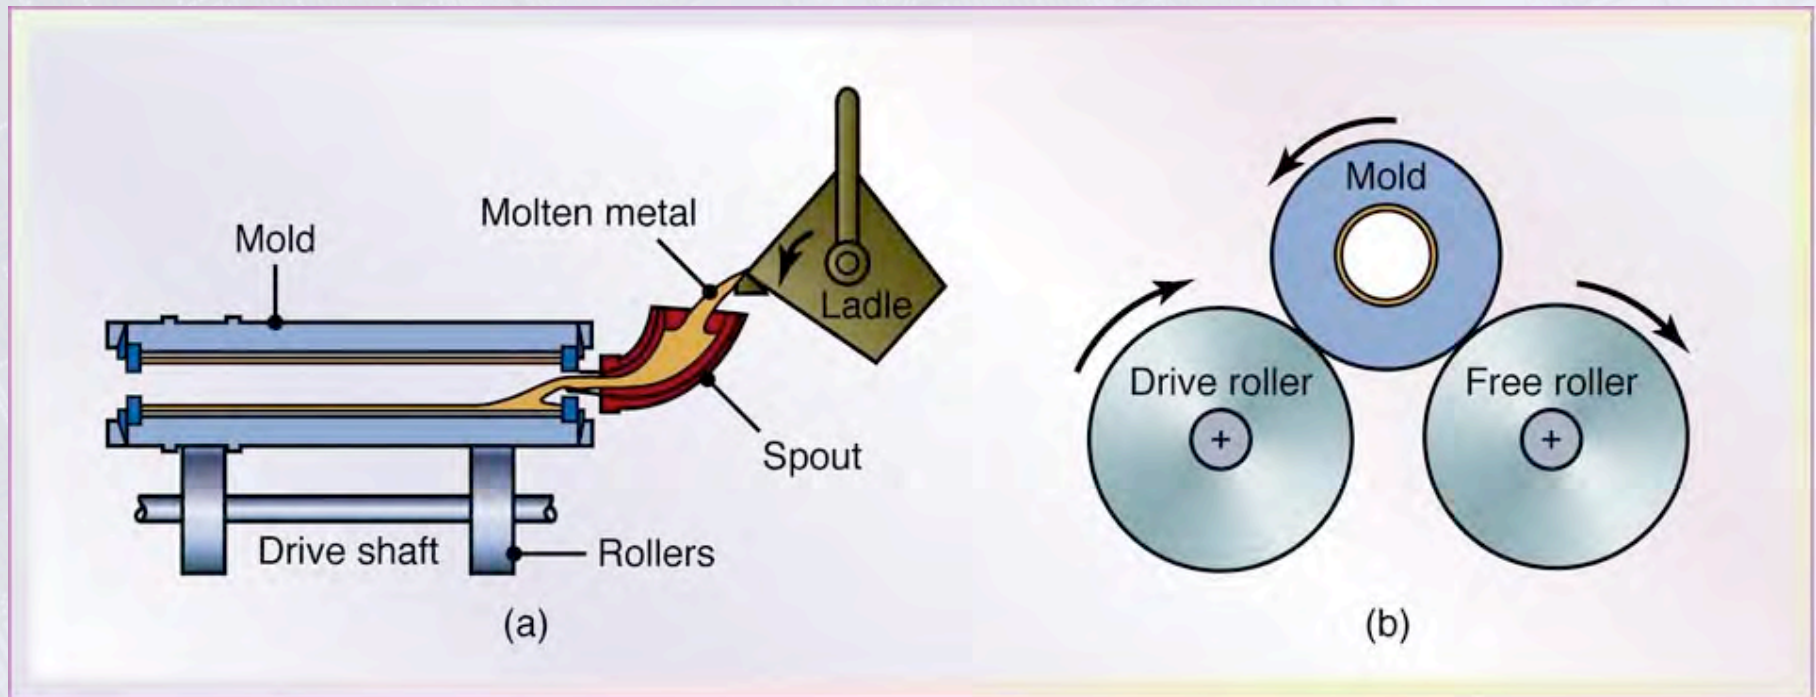 Mold
Molten metal
Ladle
Spout
Drive shaft
Rollers
(a)
Mold
Drive roller
Free roller
(b)